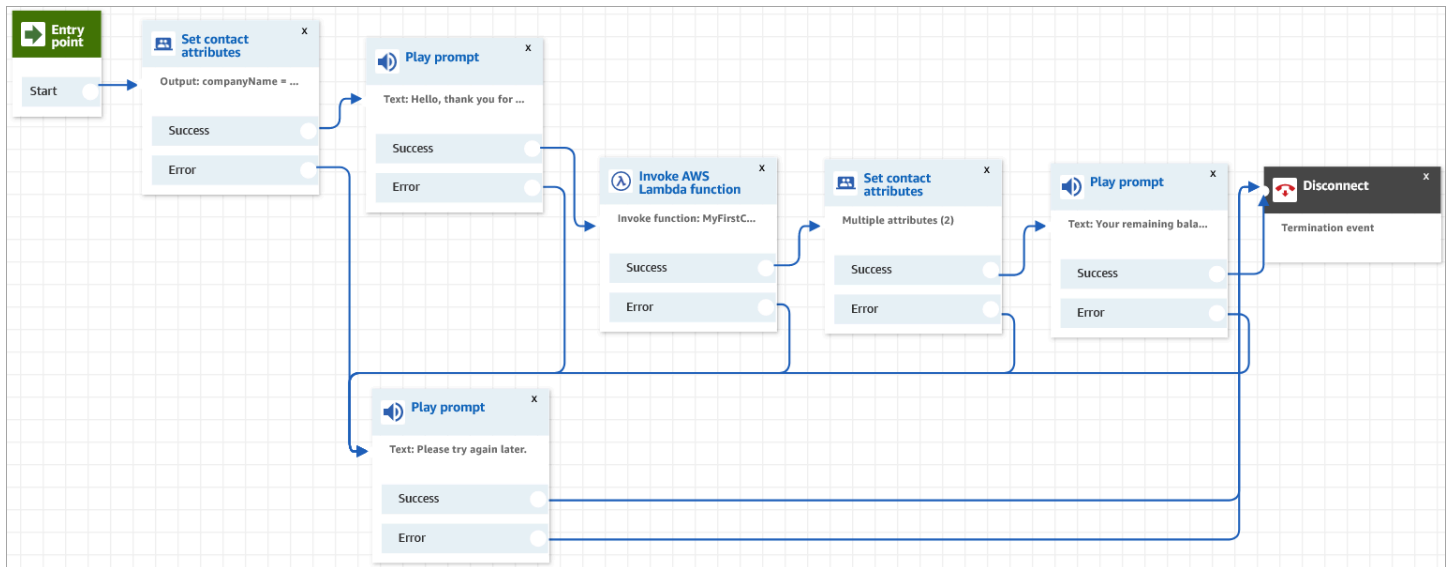 Entry
point
Start
Set contact
attributes
x
Output: companyName = ...
Success
Error
Play prompt
x
Text: Hello, thank you for ...
Success
Error
Invoke AWS
Lambda function
x
Invoke function: MyFirstC...
Success
Error
Set contact
attributes
x
Multiple attributes (2)
Success
Error
Play prompt
x
Text: Your remaining bala...
Success
Error
Disconnect
x
Termination event
Play prompt
x
Text: Please try again later.
Success
Error